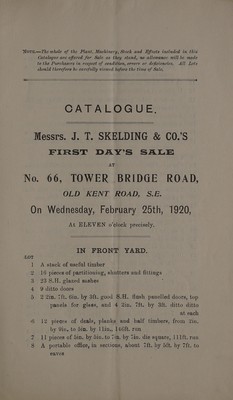 NOTE.—The whole of the Plant, Machinery, Stock and Effects included in this
Catalogue are offered for Sale as they stand, no allowance will be made
to the Purchasers in respect of condition, errors or deficiencies. All Lots
should therefore be carefully viewed before the time of Sale.
CATALOGUE.
Messrs. J. T. SKELDING & CO.'S
FIRST DAY'S SALE
AT
No. 66, TOWER BRIDGE ROAD,
OLD KENT ROAD, S.E.
On Wednesday, February 25th, 1920,
At ELEVEN o'clock precisely.
IN FRONT YARD.
LOT
1 A stack of useful timber
2 16 pieces of partitioning, shutters and fittings
3 23 S.H. glazed sashes
4 9 ditto doors
5 2 2in. 7ft. 6in. by 3ft. good S.H. flush panelled doors, top
panels for glass, and 4 2in. 7ft. by 3ft. ditto ditto
at each
6 12 pieces of deals, planks and half timbers, from 2in.
by 9in. to 5in. by 11in., 146ft. run
7 11 pieces of 5in. by 9in. to 7in. by 7in. die square, 111ft. run
8 A portable office, in sections, about 7ft. by 5ft. by 7ft. to
eaves